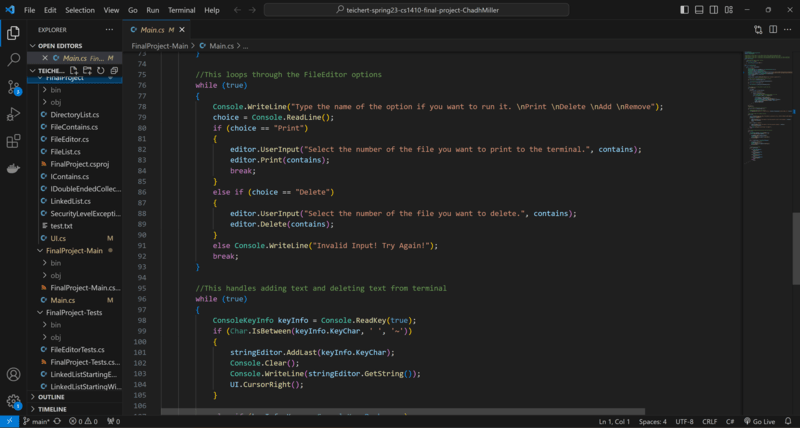 File Edit Selection View Go Run Terminal Help
teichert-spring23-cs1410-final-project-ChadhMiller
EXPLORER
OPEN EDITORS
Main.cs Fin...
M
TEICHE...
FinalProject
bin
obj
DirectoryList.cs
FileContains.cs
FileEditor.cs
FileList.cs
FinalProject.csproj
IContains.cs
IDoubleEndedCollec...
LinkedList.cs
SecurityLevelExcepti...
test.txt
UI.cs M
FinalProject-Main
bin
obj
FinalProject-Main.cs...
Main.cs M
FinalProject-Tests
bin
obj
FileEditorTests.cs
FinalProject-Tests.cs...
LinkedListStartingE...
LinkedListStartingWi...
OUTLINE
TIMELINE
Main.cs M
FinalProject-Main > Main.cs > ...
73 }
74
75 //This loops through the FileEditor options
76 while (true)
77 {
78 Console.WriteLine("Type the name of the option if you want to run it. \nPrint \nDelete \nAdd \nRemove");
79 choice = Console.ReadLine();
80 if (choice == "Print")
81 {
82 editor.UserInput("Select the number of the file you want to print to the terminal.", contains);
83 editor.Print(contains);
84 break;
85 }
86 else if (choice == "Delete")
87 {
88 editor.UserInput("Select the number of the file you want to delete.", contains);
89 editor.Delete(contains);
90 }
91 else Console.WriteLine("Invalid Input! Try Again!");
92 break;
93 }
94
95 //This handles adding text and deleting text from terminal
96 while (true)
97 {
98 ConsoleKeyInfo keyInfo = Console.ReadKey(true);
99 if (Char.IsBetween(keyInfo.KeyChar, ' ', '~'))
100 {
101 stringEditor.AddLast(keyInfo.KeyChar);
102 Console.Clear();
103 Console.WriteLine(stringEditor.GetString());
104 UI.CursorRight();
105 }
106
main* 0 0 0 Ln 1, Col 1 Spaces: 4 UTF-8 CRLF C# Go Live